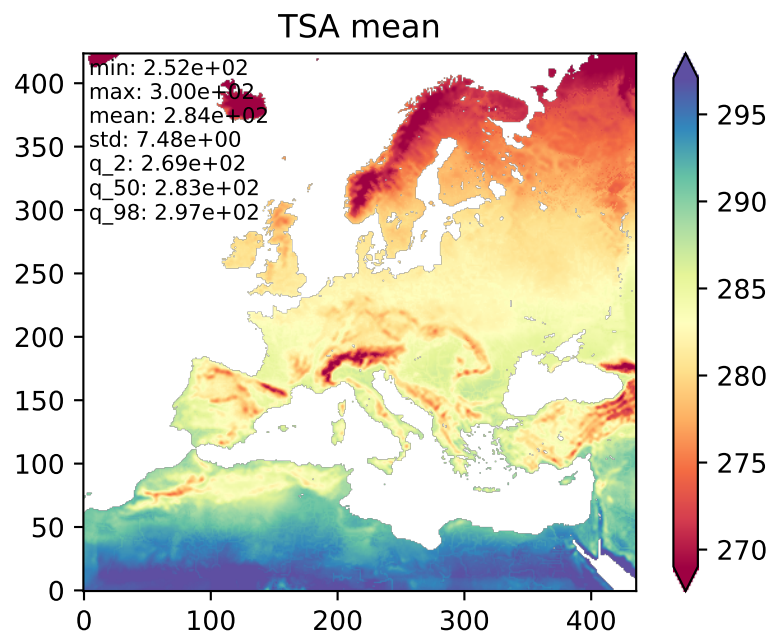 TSA mean
min: 2.52e+02
max: 3.00e+02
mean: 2.84e+02
std: 7.48e+00
q_2: 2.69e+02
q_50: 2.83e+02
q_98: 2.97e+02
400
350
300
250
200
150
100
50
0
0 100 200 300 400
295
290
285
280
275
270